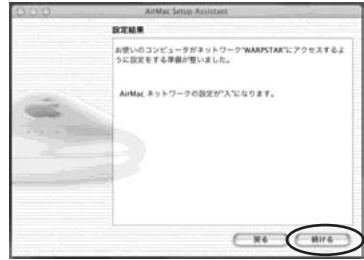 AirMac Setup Assistant
設定結果
お使いのコンピュータがネットワーク"WARPSTAR"にアクセスするよ
うに設定をする準備が整いました。
AirMac ネットワークの設定が"入"になります。
戻る
続ける